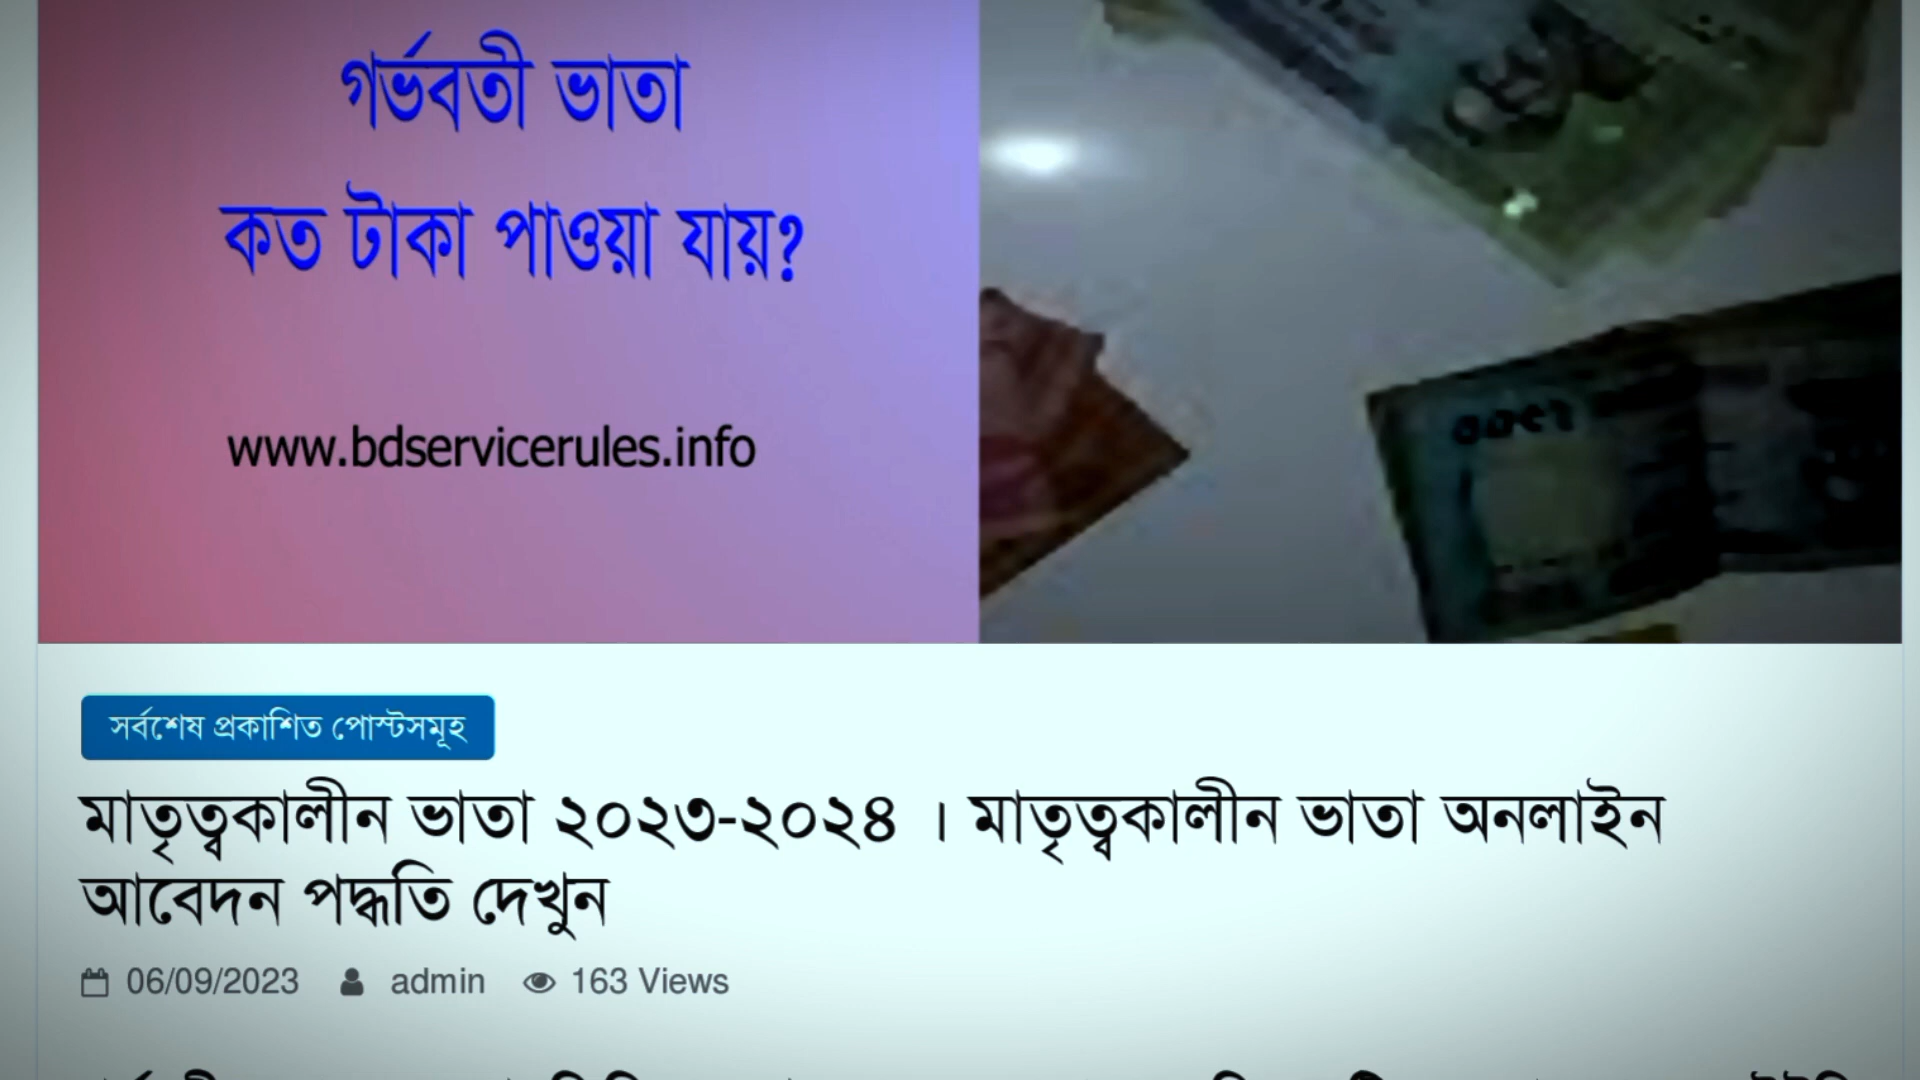 গর্ভবতী ভাতা
কত টাকা পাওয়া যায়?
www.bdservicerules.info
সর্বশেষ প্রকাশিত পোস্টসমূহ
মাতৃত্বকালীন ভাতা ২০২৩-২০২৪ । মাতৃত্বকালীন ভাতা অনলাইন
আবেদন পদ্ধতি দেখুন
06/09/2023 admin 163 Views